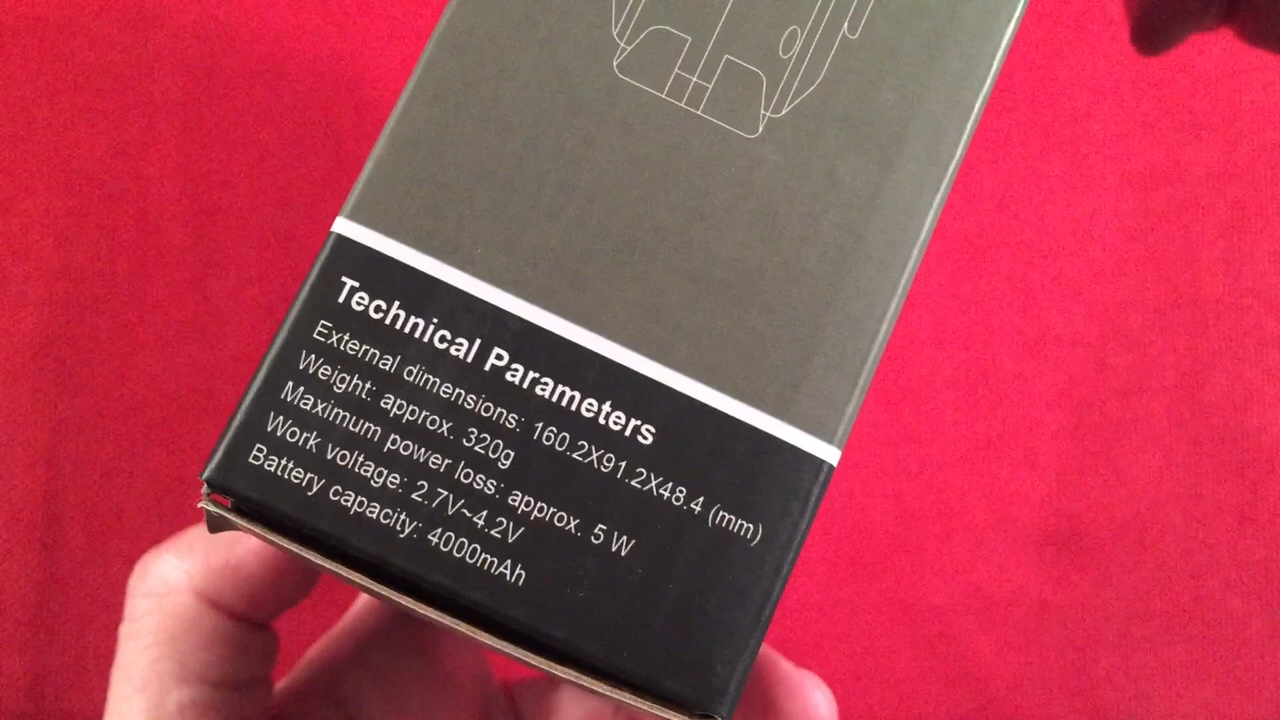 Technical Parameters
External dimensions: 160.2X91.2X48.4 (mm)
Weight: approx. 320g
Maximum power loss: approx. 5 W
Work voltage: 2.7V~4.2V
Battery capacity: 4000mAh